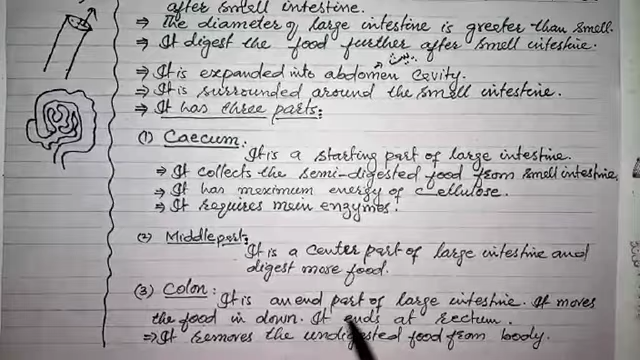 after small intestine.
⇒ The diameter of large intestine is greater than smell.
⇒ It digest the food further after small intestine.
⇒ It is expanded into abdomen cavity.
⇒ It is surrounded around the small intestine.
⇒ It has three parts:
(1) Caecum:
It is a starting part of large intestine.
⇒ It collects the semi-digested food from small intestine.
⇒ It has maximum energy of cellulose.
⇒ It requires mein enzymes.
(2) Middle part:
It is a center part of large intestine and
digest more food.
(3) Colon:
It is an end part of large intestine. It moves
the food in down. It ends at rectum.
⇒ It removes the undigested food from body.